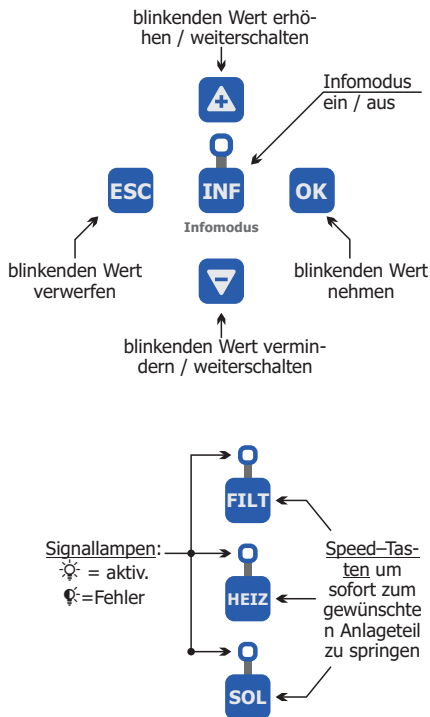 blinkenden Wert erhö-
hen / weiterschalten
Infomodus
ein / aus
ESC
INF
OK
Infomodus
blinkenden Wert
verwerfen
blinkenden Wert
nehmen
blinkenden Wert vermin-
dern / weiterschalten
FILT
Signallampen:
= aktiv.
=Fehler
HEIZ
Speed–Tas-
ten um
sofort zum
gewünschte
n Anlageteil
zu springen
SOL